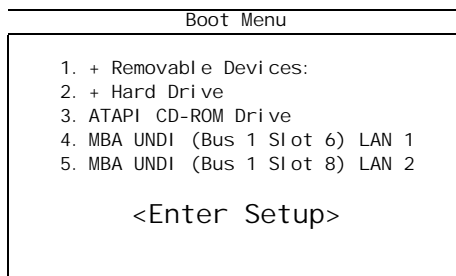 Boot Menu
1. + Removable Devices:
2. + Hard Drive
3. ATAPI CD-ROM Drive
4. MBA UNDI (Bus 1 Slot 6) LAN 1
5. MBA UNDI (Bus 1 Slot 8) LAN 2
<Enter Setup>